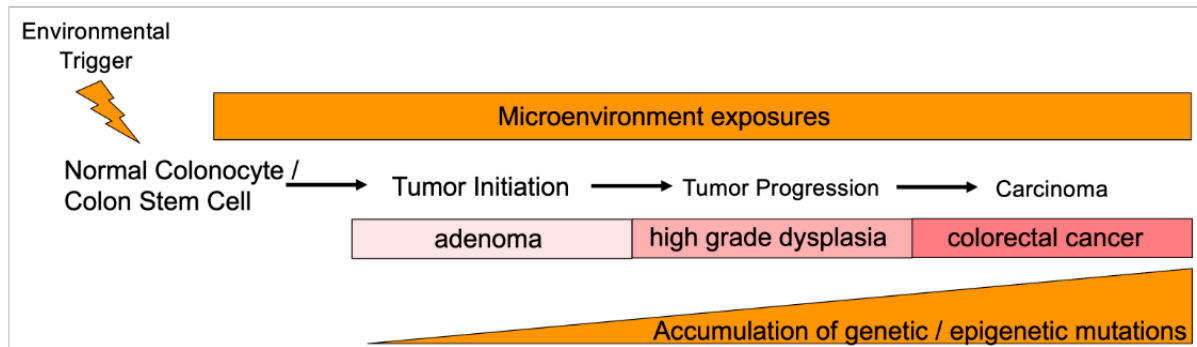 Environmental
Trigger
Microenvironment exposures
Normal Colonocyte /
Colon Stem Cell
Tumor Initiation
Tumor Progression
Carcinoma
adenoma
high grade dysplasia
colorectal cancer
Accumulation of genetic / epigenetic mutations